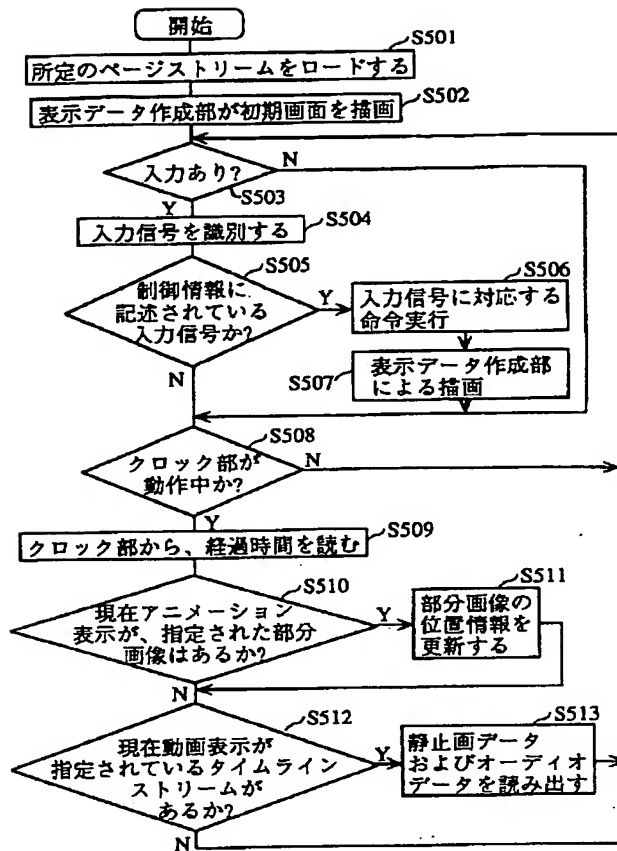 開始
S501
所定のページストリームをロードする
S502
表示データ作成部が初期画面を描画
入力あり?
N
S503
Y
S504
入力信号を識別する
S505
制御情報に
記述されている
入力信号か?
Y
N
S506
入力信号に対応する
命令実行
S507
表示データ作成部
による描画
S508
クロック部が
動作中か?
N
Y
S509
クロック部から、経過時間を読む
S510
現在アニメーション
表示が、指定された部分
画像はあるか?
Y
N
S511
部分画像の
位置情報を
更新する
S512
現在動画表示が
指定されているタイムライン
ストリームが
あるか?
Y
N
S513
静止画データ
およびオーディオ
データを読み出す